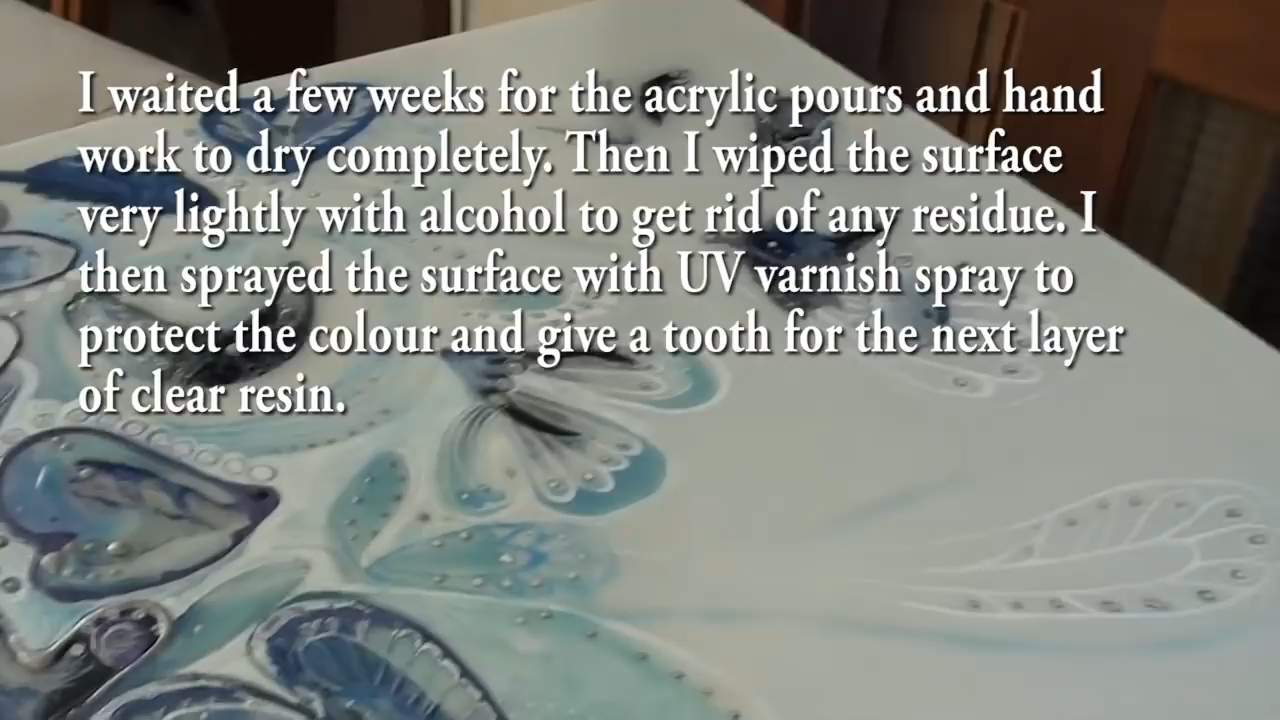 I waited a few weeks for the acrylic pours and hand
work to dry completely. Then I wiped the surface
very lightly with alcohol to get rid of any residue. I
then sprayed the surface with UV varnish spray to
protect the colour and give a tooth for the next layer
of clear resin.